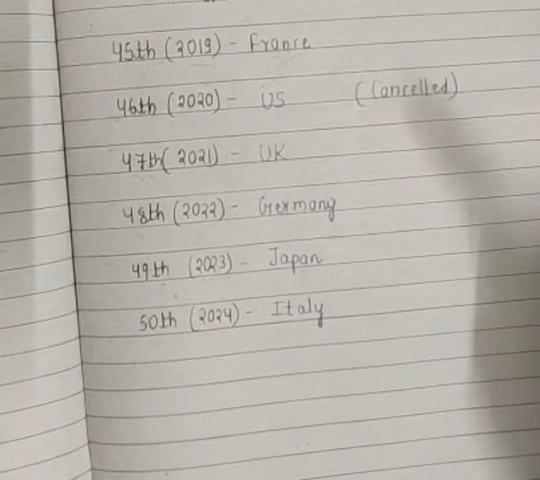 45th (2019) - France
46th (2020) - US (Cancelled)
47th (2021) - UK
48th (2022) - Germany
49th (2023) - Japan
50th (2024) - Italy